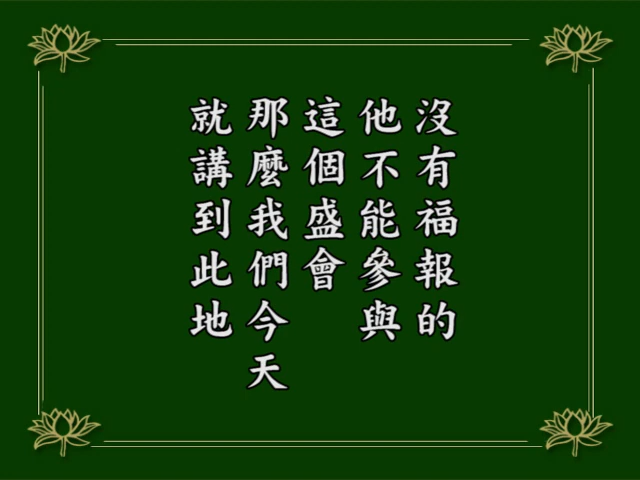 沒有福報的
他不能參與
這個盛會
那麼我們今天
就講到此地